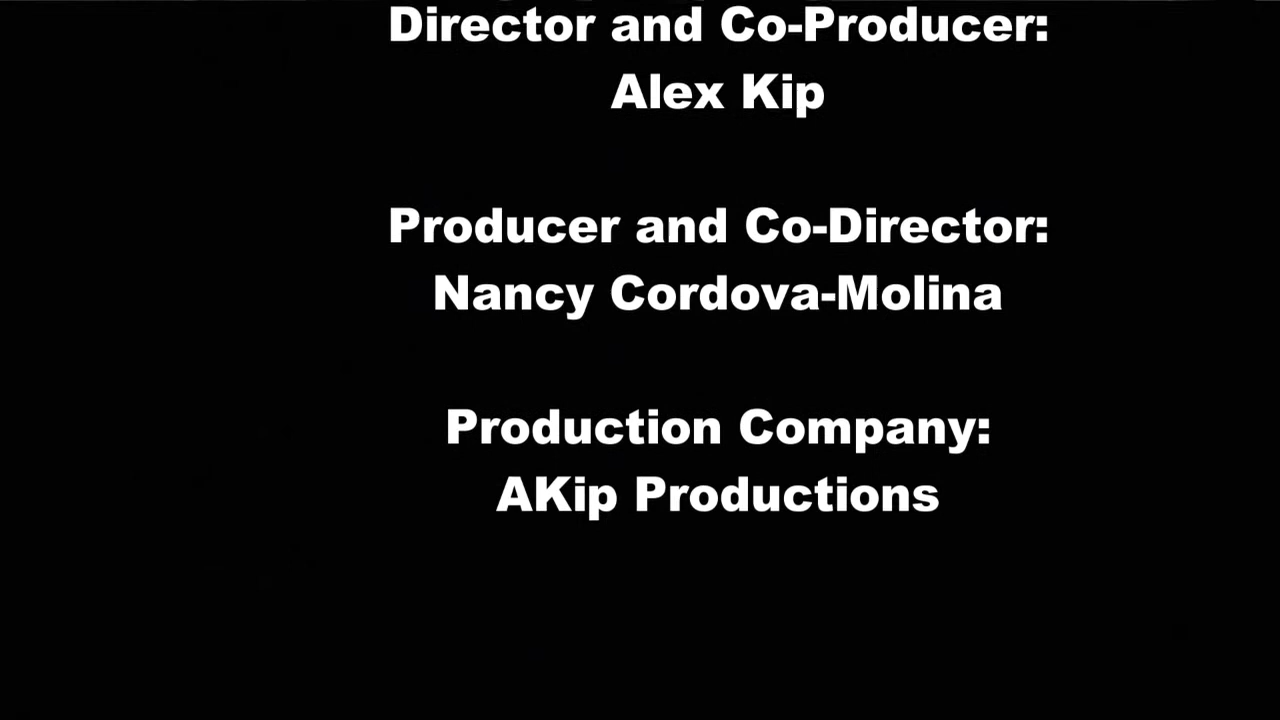 Director and Co-Producer:
Alex Kip
Producer and Co-Director:
Nancy Cordova-Molina
Production Company:
AKip Productions